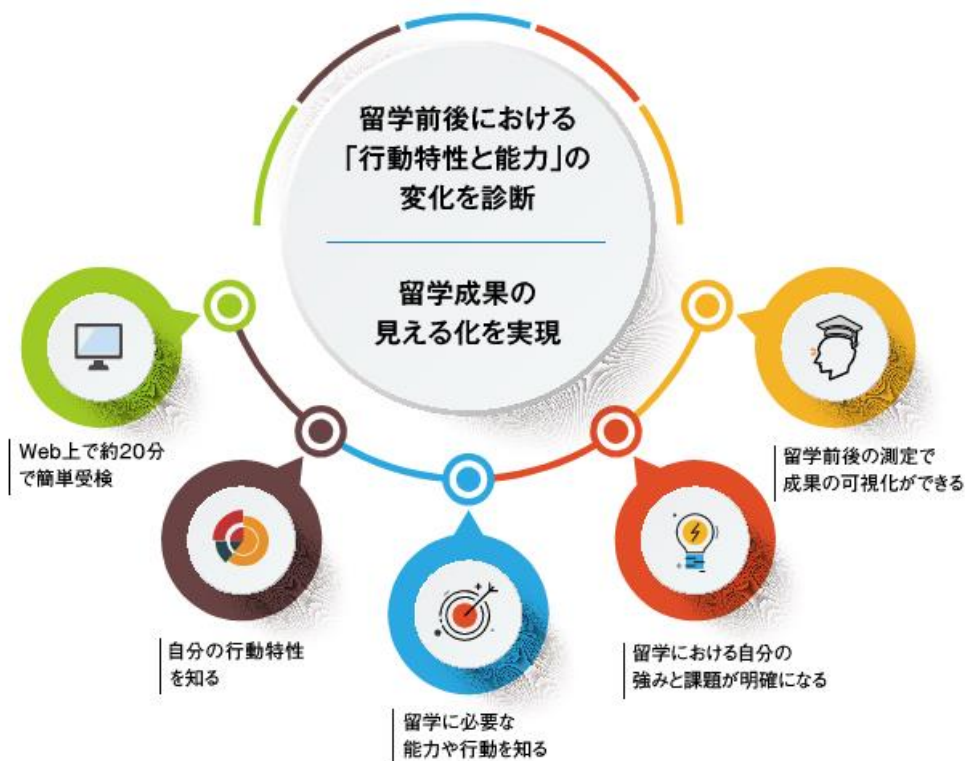 留学前後における
「行動特性と能力」の
変化を診断
留学成果の
見える化を実現
Web上で約20分
で簡単受検
自分の行動特性
を知る
留学に必要な
能力や行動を知る
留学における自分の
強みと課題が明確になる
留学前後の測定で
成果の可視化ができる